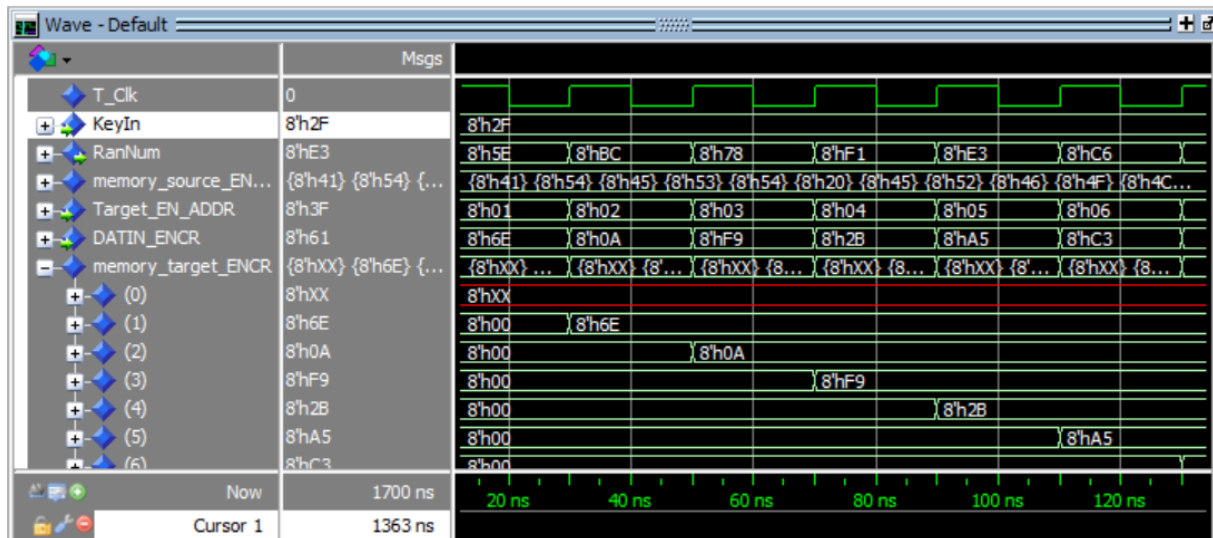 Wave - Default
Msgs
T_Clk 0
KeyIn 8'h2F 8'h2F
RanNum 8'hE3 8'h5E 8'hBC 8'h78 8'hF1 8'hE3 8'hC6
memory_source_EN... {8'h41} {8'h54} {... {8'h41} {8'h54} {8'h45} {8'h53} {8'h54} {8'h20} {8'h45} {8'h52} {8'h46} {8'h4F} {8'h4C...
Target_EN_ADDR 8'h3F 8'h01 8'h02 8'h03 8'h04 8'h05 8'h06
DATIN_ENCR 8'h61 8'h6E 8'h0A 8'hF9 8'h2B 8'hA5 8'hC3
memory_target_ENCR {8'hXX} {8'h6E} {... {8'hXX} ... {8'hXX} {8'... {8'hXX} {8... {8'hXX} {8... {8'hXX} {8'... {8'hXX} {8...
(0) 8'hXX 8'hXX
(1) 8'h6E 8'h00 8'h6E
(2) 8'h0A 8'h00 8'h0A
(3) 8'hF9 8'h00 8'hF9
(4) 8'h2B 8'h00 8'h2B
(5) 8'hA5 8'h00 8'hA5
(6) 8'hC3 8'h00
Now 1700 ns 20 ns 40 ns 60 ns 80 ns 100 ns 120 ns
Cursor 1 1363 ns